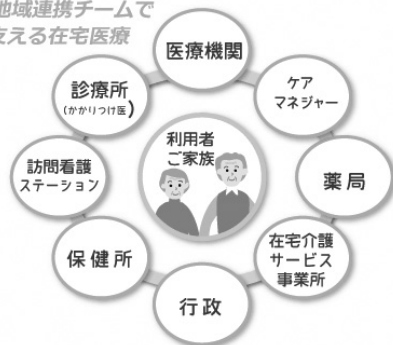 地域連携チームで
支える在宅医療
医療機関
ケア
マネジャー
薬局
在宅介護
サービス
事業所
行政
保健所
訪問看護
ステーション
診療所
(かかりつけ医)
利用者
ご家族